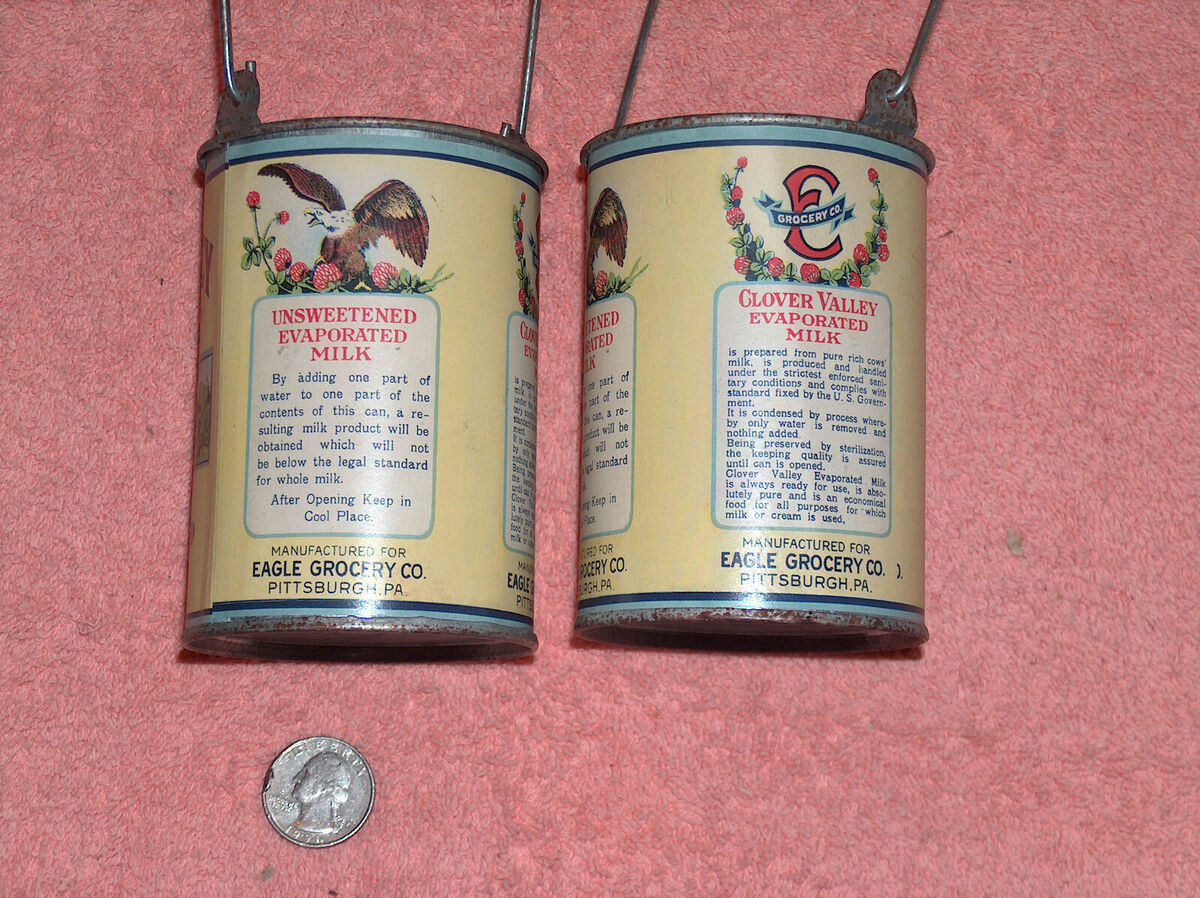 UNSWEETENED
EVAPORATED
MILK
By adding one part of
water to one part of the
contents of this can, a re-
sulting milk product will be
obtained which will not
be below the legal standard
for whole milk.
After Opening Keep in
Cool Place.
MANUFACTURED FOR
EAGLE GROCERY CO.
PITTSBURGH, PA.
E
GROCERY CO.
CLOVER VALLEY
EVAPORATED
MILK
is prepared from pure rich cows'
milk, is produced and handled
under the strictest enforced sani-
tary conditions and complies with
standard fixed by the U. S. Govern-
ment.
It is condensed by process where-
by only water is removed and
nothing added.
Being preserved by sterilization,
the keeping quality is assured
until can is opened.
Clover Valley Evaporated Milk
is always ready for use, is abso-
lutely pure and is an economical
food for all purposes for which
milk or cream is used,
MANUFACTURED FOR
EAGLE GROCERY CO.
PITTSBURGH, PA.
LIBERTY